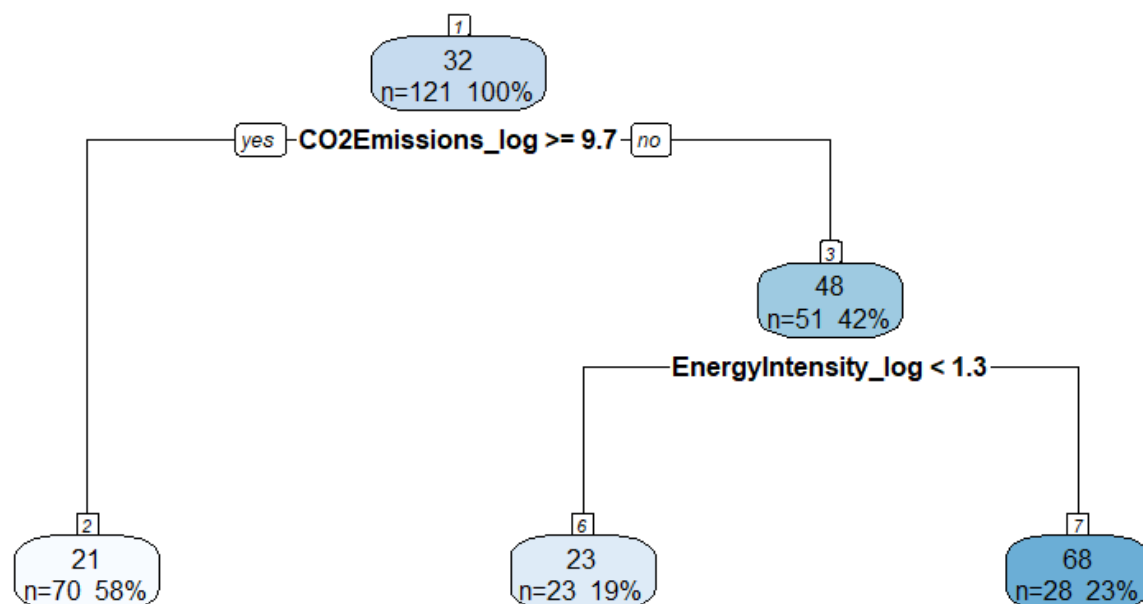 1
32
n=121 100%
yes CO2Emissions_log >= 9.7 no
3
48
n=51 42%
EnergyIntensity_log < 1.3
2
21
n=70 58%
6
23
n=23 19%
7
68
n=28 23%